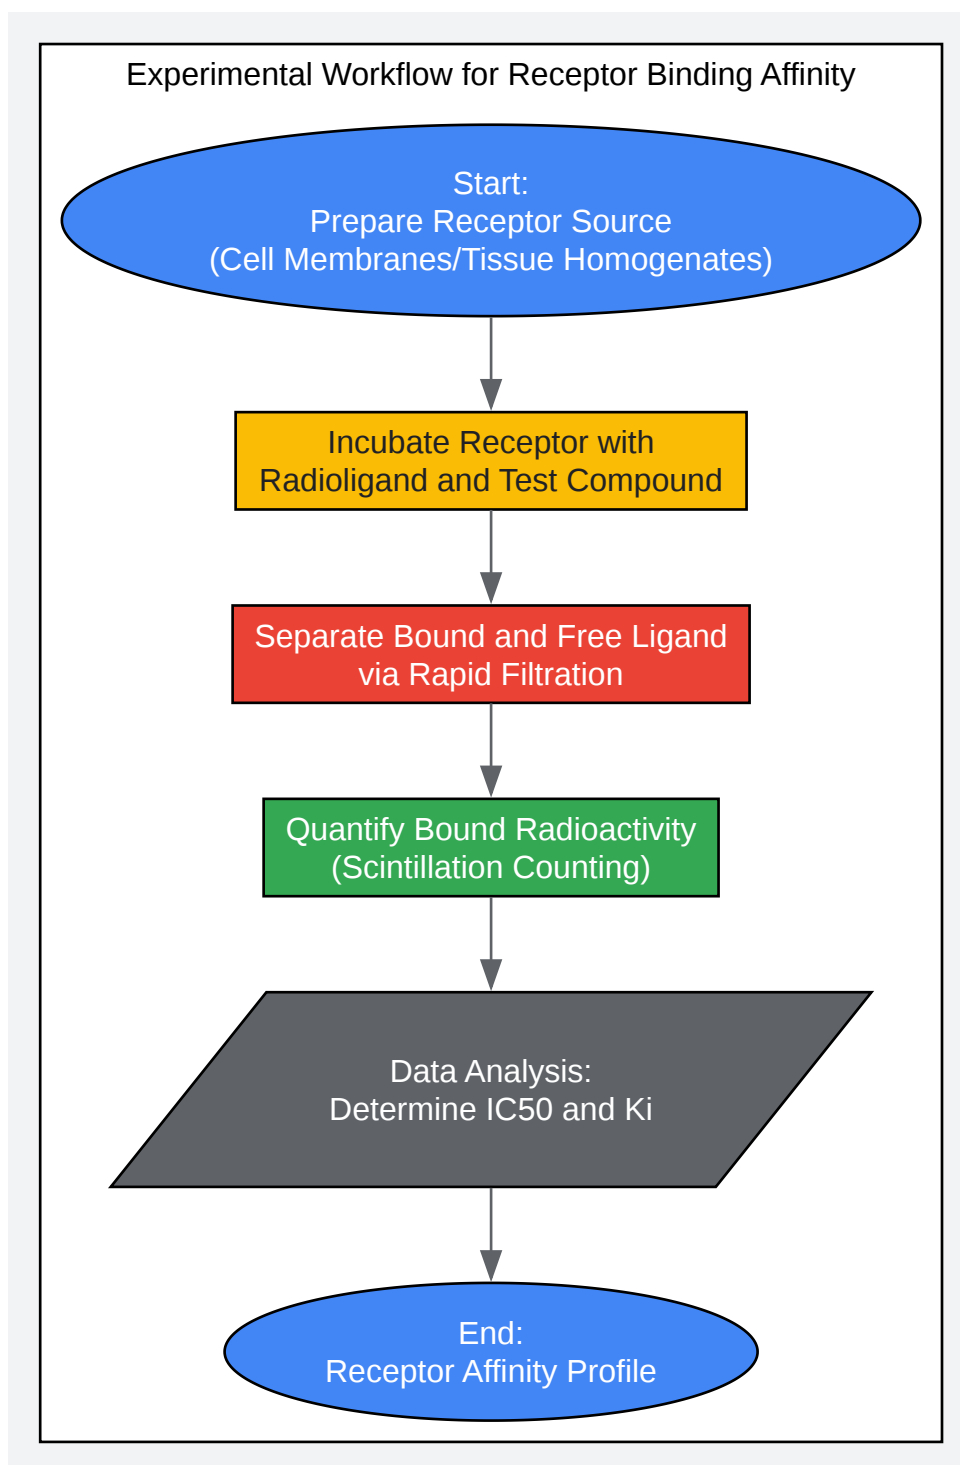 Experimental Workflow for Receptor Binding Affinity
Start:
Prepare Receptor Source
(Cell Membranes/Tissue Homogenates)
Incubate Receptor with
Radioligand and Test Compound
Separate Bound and Free Ligand
via Rapid Filtration
Quantify Bound Radioactivity
(Scintillation Counting)
Data Analysis:
Determine IC50 and Ki
End:
Receptor Affinity Profile